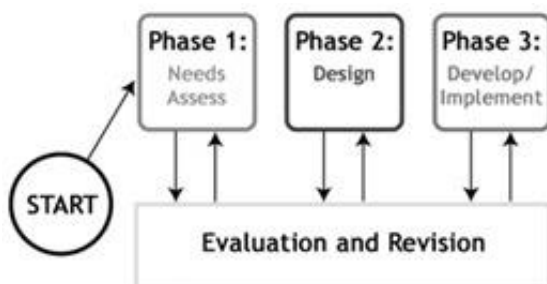 Phase 1:
Needs
Assess
Phase 2:
Design
Phase 3:
Develop/
Implement
START
Evaluation and Revision